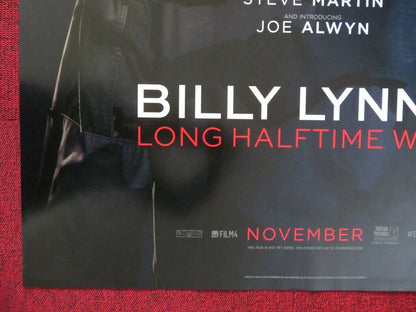 STEVE MARTIN
AND INTRODUCING
JOE ALWYN
BILLY LYNN
LONG HALFTIME W
FILM4 NOVEMBER